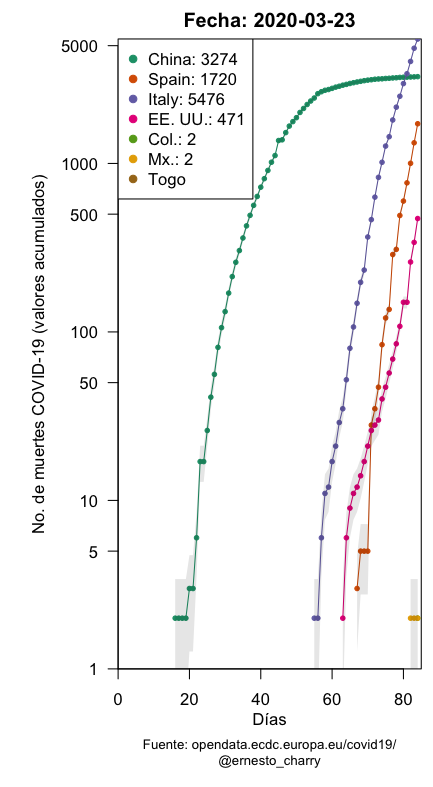 Fecha: 2020-03-23
No. de muertes COVID-19 (valores acumulados)
5000
1000
500
100
50
10
5
1
China: 3274
Spain: 1720
Italy: 5476
EE. UU.: 471
Col.: 2
Mx.: 2
Togo
0 20 40 60 80
Días
Fuente: opendata.ecdc.europa.eu/covid19/
@ernesto_charry